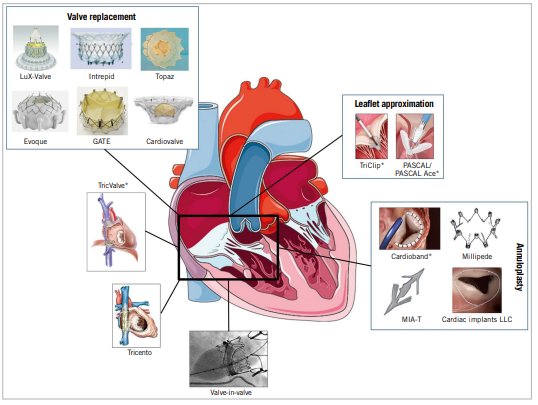 Valve replacement
LuX-Valve
Intrepid
Topaz
Evoque
GATE
Cardiovalve
Leaflet approximation
TriClip*
PASCAL/
PASCAL Ace*
TricValve*
Cardioband*
Millipede
MIA-T
Cardiac implants LLC
Annuloplasty
Tricento
Valve-in-valve